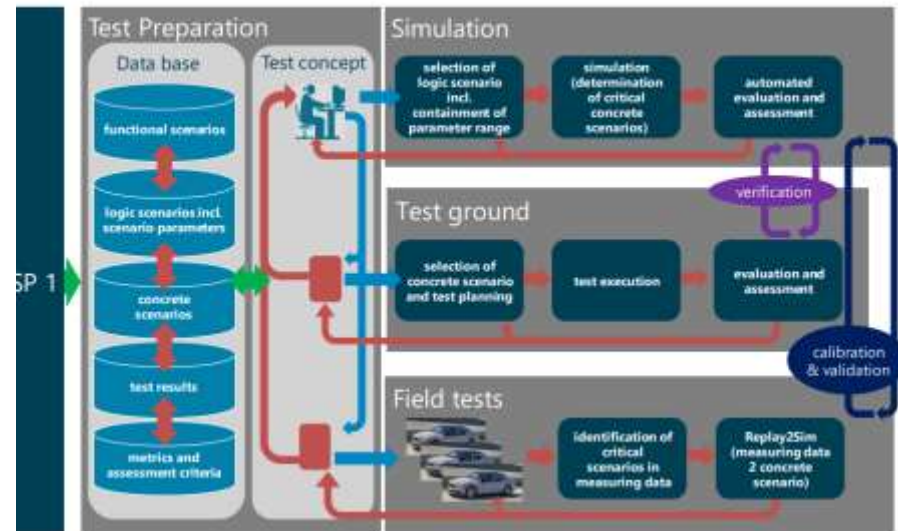 SP 1
Test Preparation
Data base
functional scenarios
logic scenarios incl.
scenario parameters
concrete
scenarios
test results
metrics and
assessment criteria
Test concept
Simulation
selection of
logic scenario
incl.
containment of
parameter range
simulation
(determination
of critical
concrete
scenarios)
automated
evaluation and
assessment
verification
Test ground
selection of
concrete scenario
and test planning
test execution
evaluation and
assessment
calibration
& validation
Field tests
identification of
critical
scenarios in
measuring data
Replay2Sim
(measuring data
2 concrete
scenario)